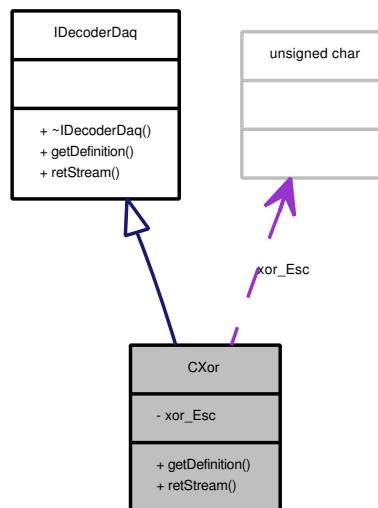 IDecoderDaq
+ ~IDecoderDaq()
+ getDefinition()
+ retStream()
unsigned char
xor_Esc
CXor
- xor_Esc
+ getDefinition()
+ retStream()